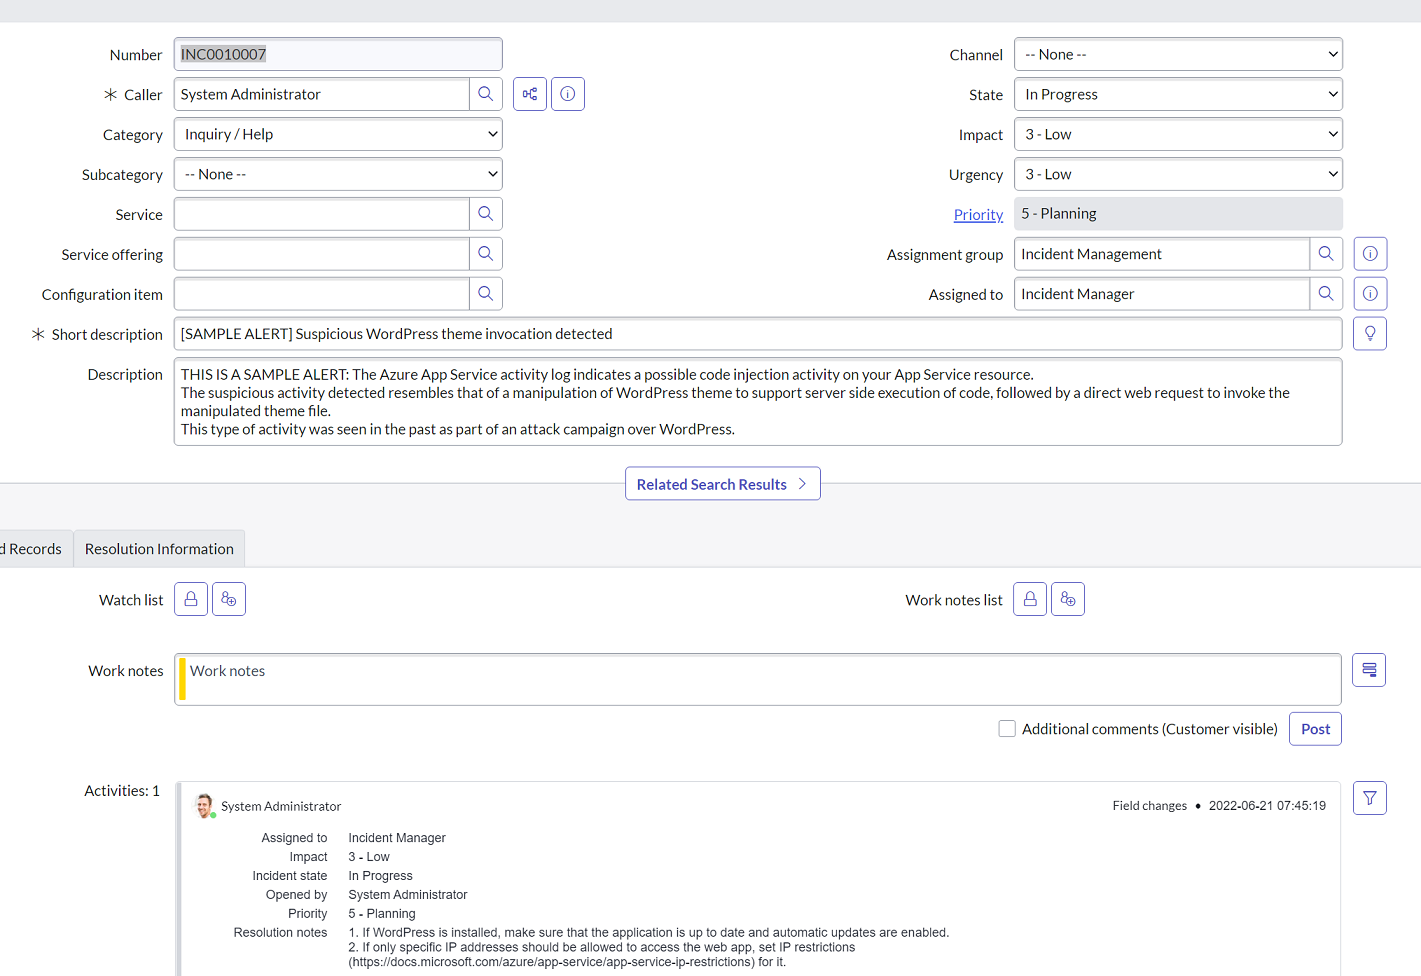 Number INC0010007 Channel -- None --
Caller System Administrator State In Progress
Category Inquiry / Help Impact 3 - Low
Subcategory -- None -- Urgency 3 - Low
Service Priority 5 - Planning
Service offering Assignment group Incident Management
Configuration item Assigned to Incident Manager
Short description [SAMPLE ALERT] Suspicious WordPress theme invocation detected
Description THIS IS A SAMPLE ALERT: The Azure App Service activity log indicates a possible code injection activity on your App Service resource.
The suspicious activity detected resembles that of a manipulation of WordPress theme to support server side execution of code, followed by a direct web request to invoke the
manipulated theme file.
This type of activity was seen in the past as part of an attack campaign over WordPress.
Related Search Results
d Records Resolution Information
Watch list Work notes list
Work notes Work notes
Additional comments (Customer visible) Post
Activities: 1
System Administrator Field changes • 2022-06-21 07:45:19
Assigned to Incident Manager
Impact 3 - Low
Incident state In Progress
Opened by System Administrator
Priority 5 - Planning
Resolution notes 1. If WordPress is installed, make sure that the application is up to date and automatic updates are enabled.
2. If only specific IP addresses should be allowed to access the web app, set IP restrictions
(https://docs.microsoft.com/azure/app-service/app-service-ip-restrictions) for it.